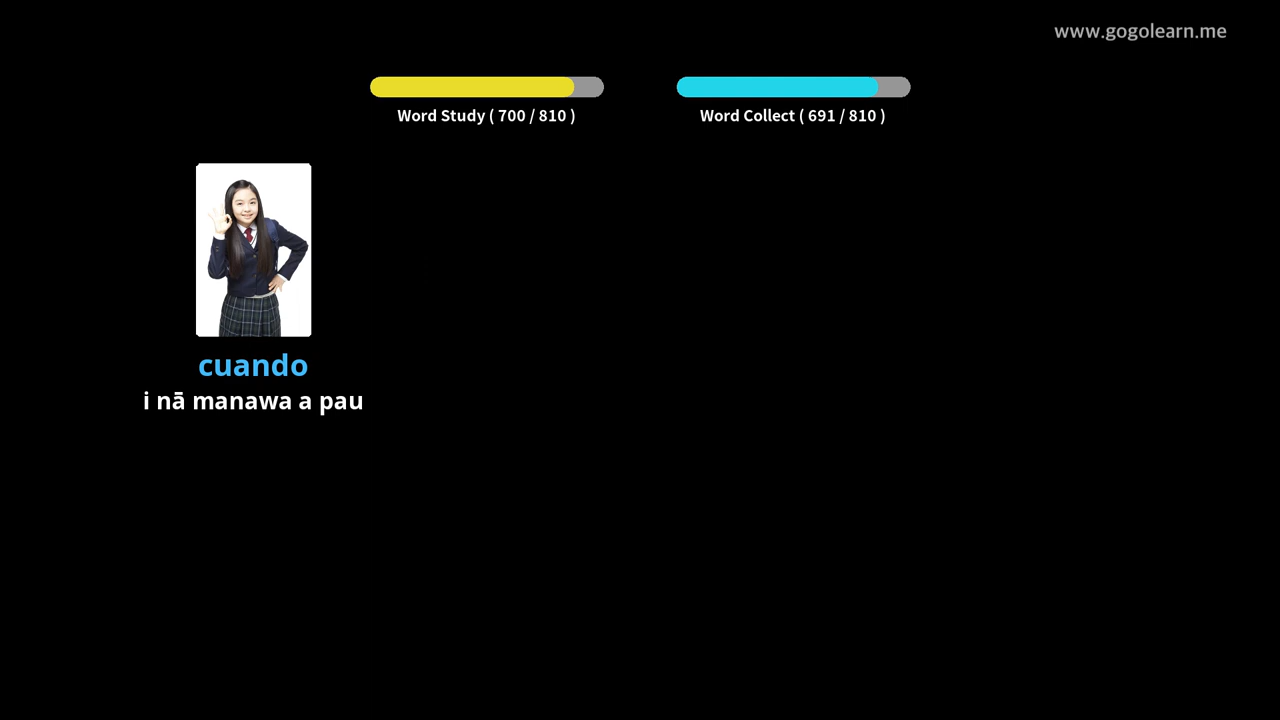 www.gogolearn.me
Word Study ( 700 / 810 )
Word Collect ( 691 / 810 )
cuando
i nā manawa a pau